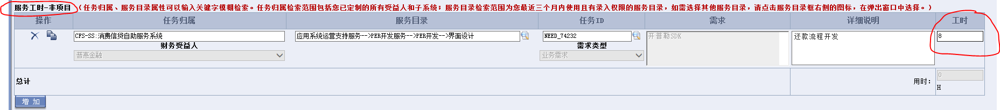 服务工时-非项目（任务归属、服务目录属性可以输入关键字模糊检索。任务归属检索范围包括您已定制的所有受益人和子系统；服务目录检索范围为您最近三个月内使用且有录入权限的服务目录，如需选择其他服务目录，请点击服务目录框右侧的图标，在弹出窗口中选择。）
操作 任务归属 服务目录 任务ID 需求 详细说明 工时
CFS-SS:消费信贷自助服务系统 应用系统运营支持服务-->PER开发服务-->PER开发-->界面设计 NEED_74232 开普勒SDK 还款流程开发 8
财务受益人 需求类型
普惠金融 业务需求
总计 用时： 0
H
增 加